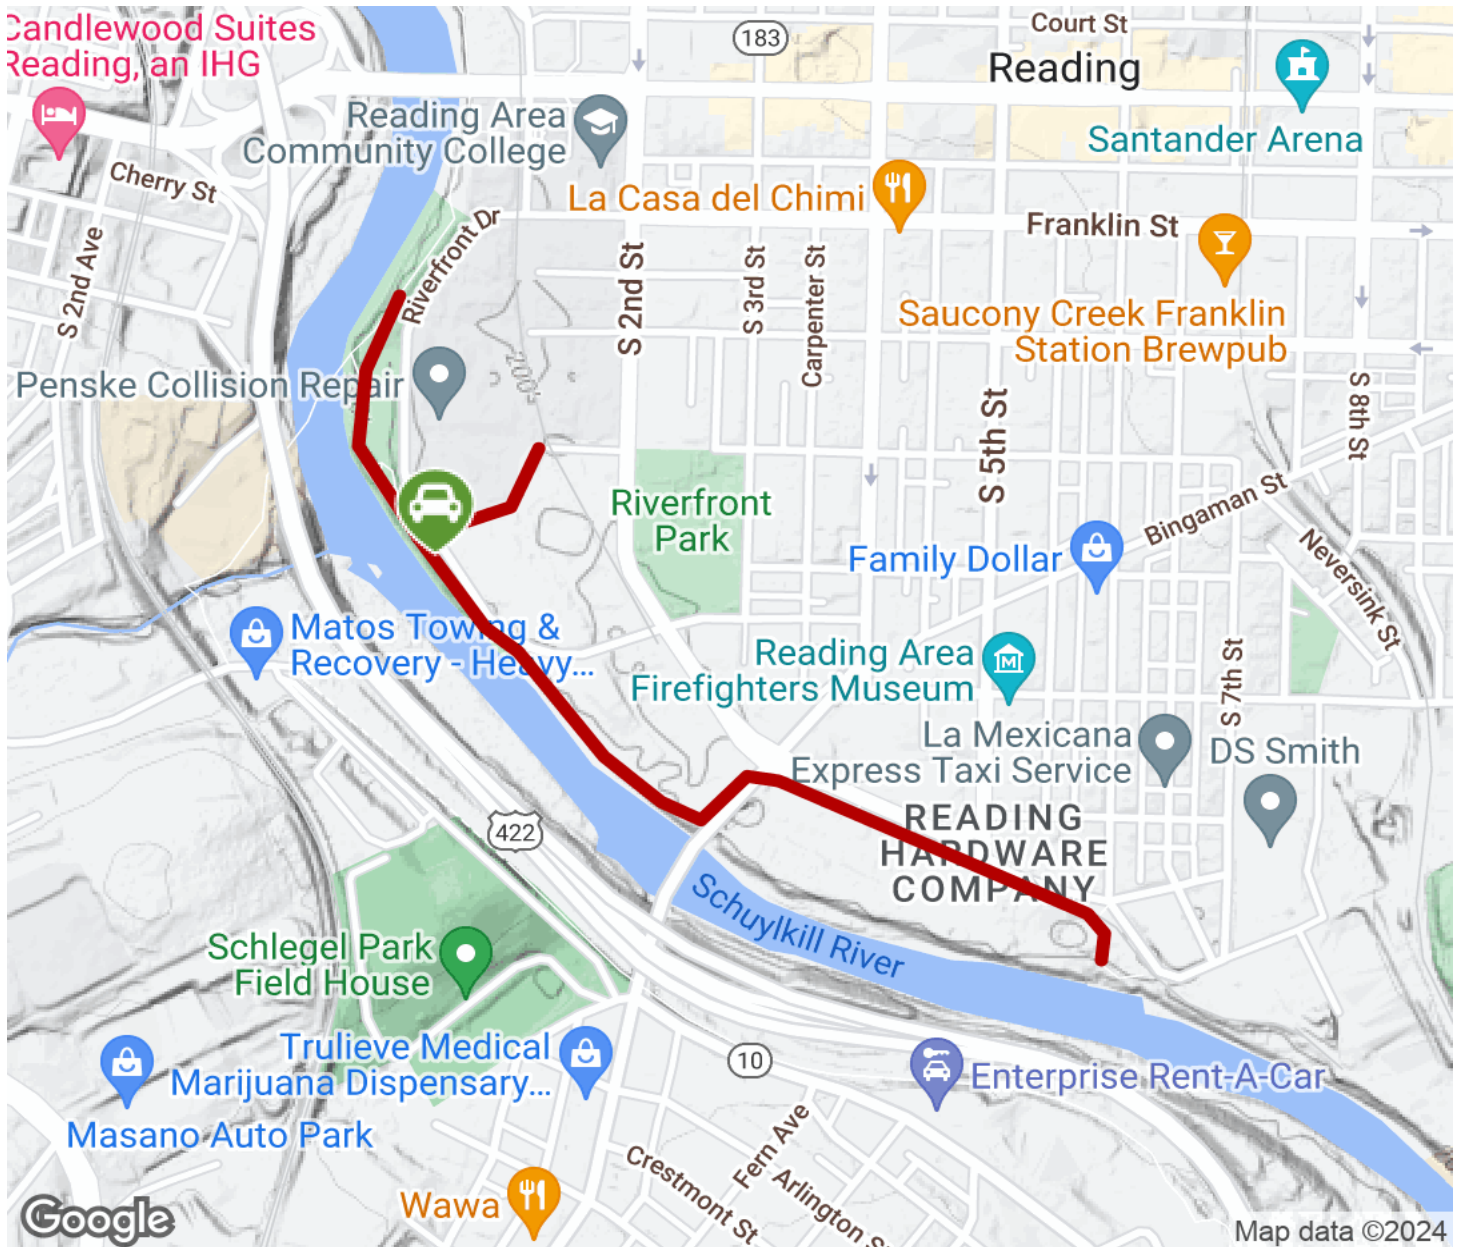 Candlewood Suites
Reading, an IHG
183
Court St
Reading
Reading Area
Community College
Santander Arena
Cherry St
La Casa del Chimi
Franklin St
Riverfront Dr
S 2nd Ave
S 2nd St
S 3rd St
Carpenter St
Saucony Creek Franklin
Station Brewpub
Penske Collision Repair
200
S 5th St
S 8th St
Riverfront
Park
Bingaman St
Family Dollar
Neversink St
Matos Towing &
Recovery - Heavy...
Reading Area
Firefighters Museum
S 7th St
La Mexicana
Express Taxi Service
DS Smith
READING
HARDWARE
COMPANY
422
Schuylkill River
Schlegel Park
Field House
Trulieve Medical
Marijuana Dispensary...
10
Enterprise Rent-A-Car
Masano Auto Park
Fern Ave
Crestmont St
Arlington S
Wawa
Google
Map data ©2024